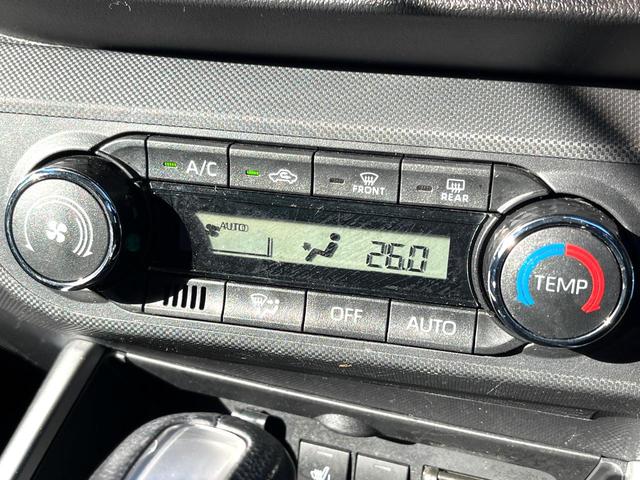 A/C
FRONT
REAR
AUTO
26.0
TEMP
OFF
AUTO